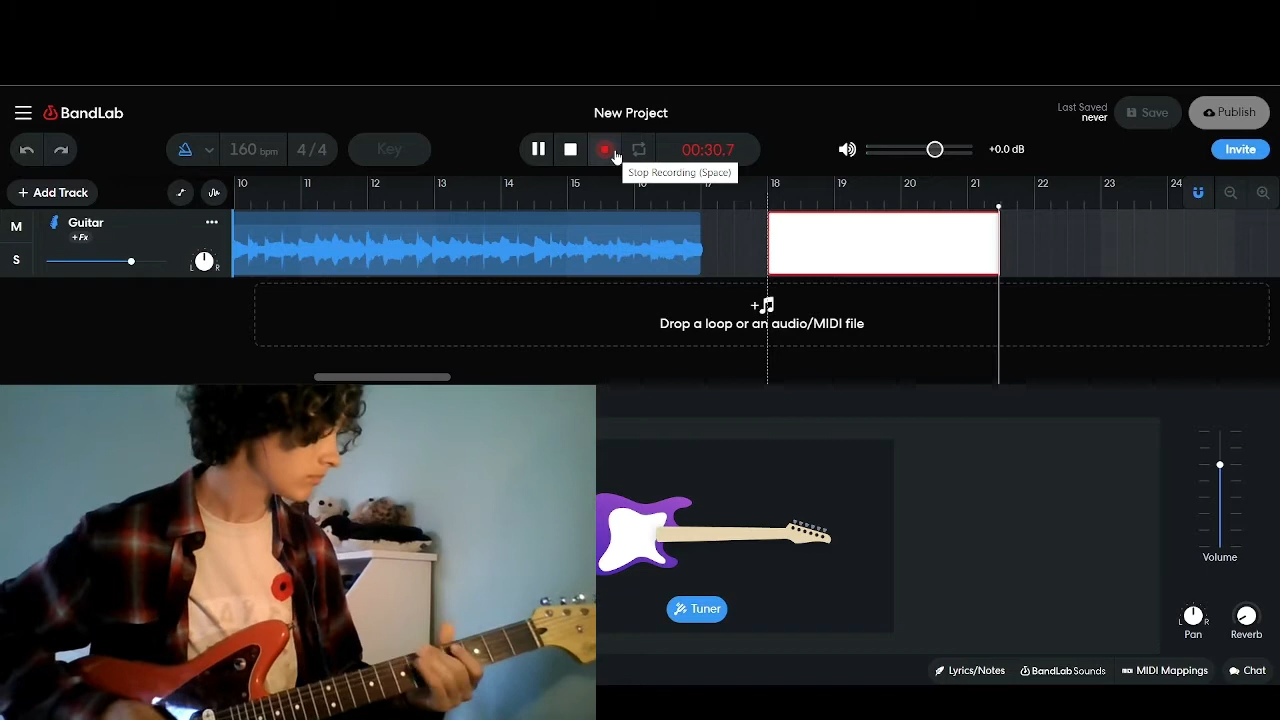 BandLab
New Project
Last Saved
never
Save
Publish
160 bpm
4/4
Key
00:30.7
+0.0 dB
Invite
Stop Recording (Space)
+ Add Track
10 11 12 13 14 15 16 17 18 19 20 21 22 23 24
M
Guitar
+Fx
S
L R
Drop a loop or an audio/MIDI file
Tuner
Volume
L R
Pan
Reverb
Lyrics/Notes
BandLab Sounds
MIDI Mappings
Chat